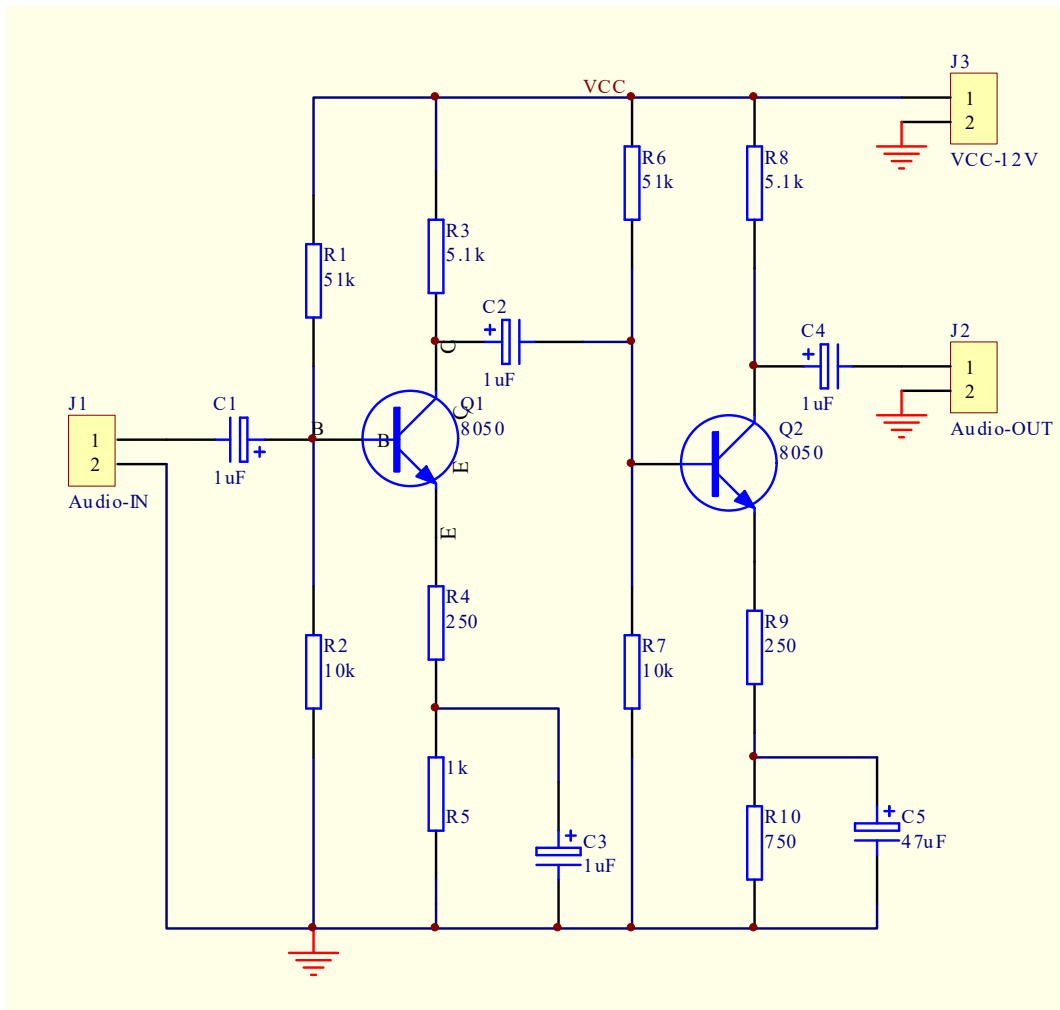 J3
VCC
1
2
VCC-12V
R6
51k
R8
5.1k
R3
5.1k
R1
51k
C2
1uF
C
C4
1uF
J2
1
2
Audio-OUT
J1
1
2
Audio-IN
C1
1uF
B
B
C
Q1
8050
E
E
Q2
8050
R4
250
R9
250
R2
10k
R7
10k
1k
R5
C3
1uF
R10
750
C5
47uF